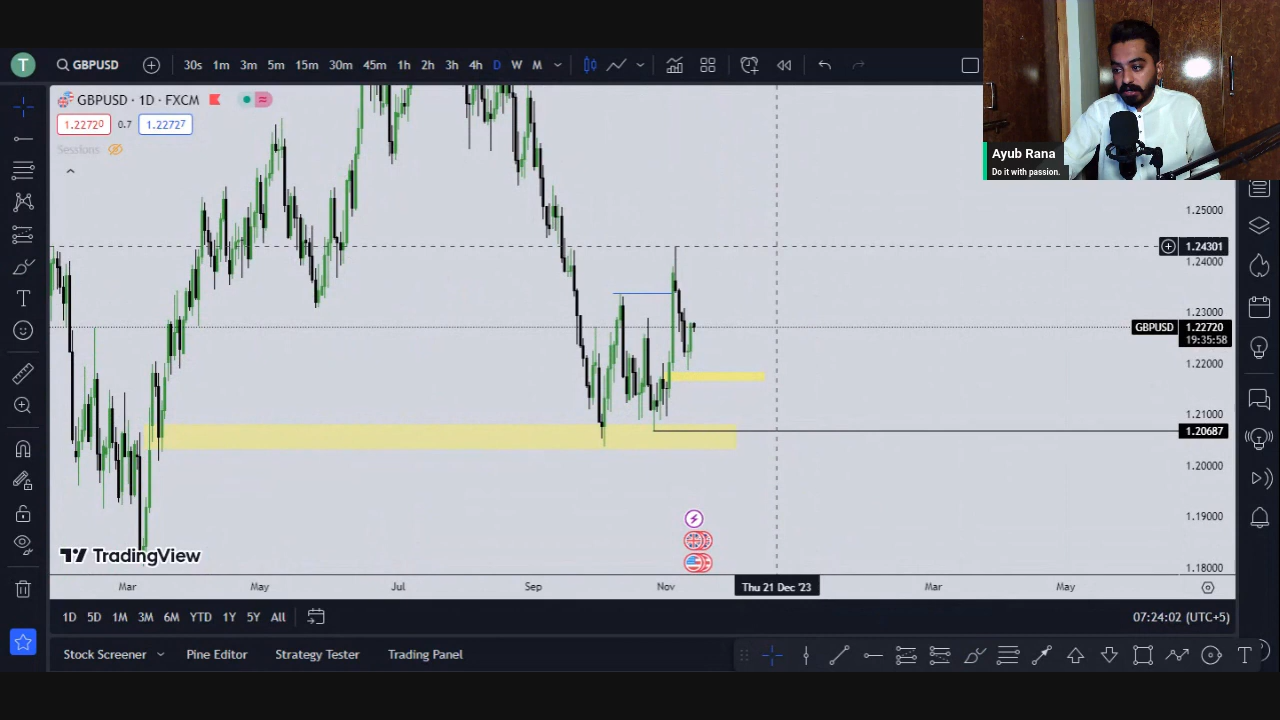 T
GBPUSD
30s 1m 3m 5m 15m 30m 45m 1h 2h 3h 4h D W M
GBPUSD · 1D · FXCM
1.22720 0.7 1.22727
Sessions
Ayub Rana
Do it with passion.
1.25000
1.24301
1.24000
1.23000
GBPUSD 1.22720
19:35:58
1.22000
1.21000
1.20687
1.20000
1.19000
1.18000
TradingView
Mar May Jul Sep Nov Thu 21 Dec '23 Mar May
1D 5D 1M 3M 6M YTD 1Y 5Y All
07:24:02 (UTC+5)
Stock Screener Pine Editor Strategy Tester Trading Panel